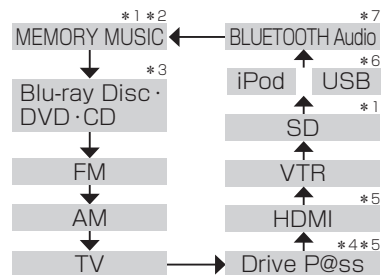 *1*2
MEMORY MUSIC
*3
Blu-ray Disc・
DVD・CD
FM
AM
TV
*4*5
Drive P@ss
*5
HDMI
VTR
*1
SD
*6
iPod USB
*7
BLUETOOTH Audio